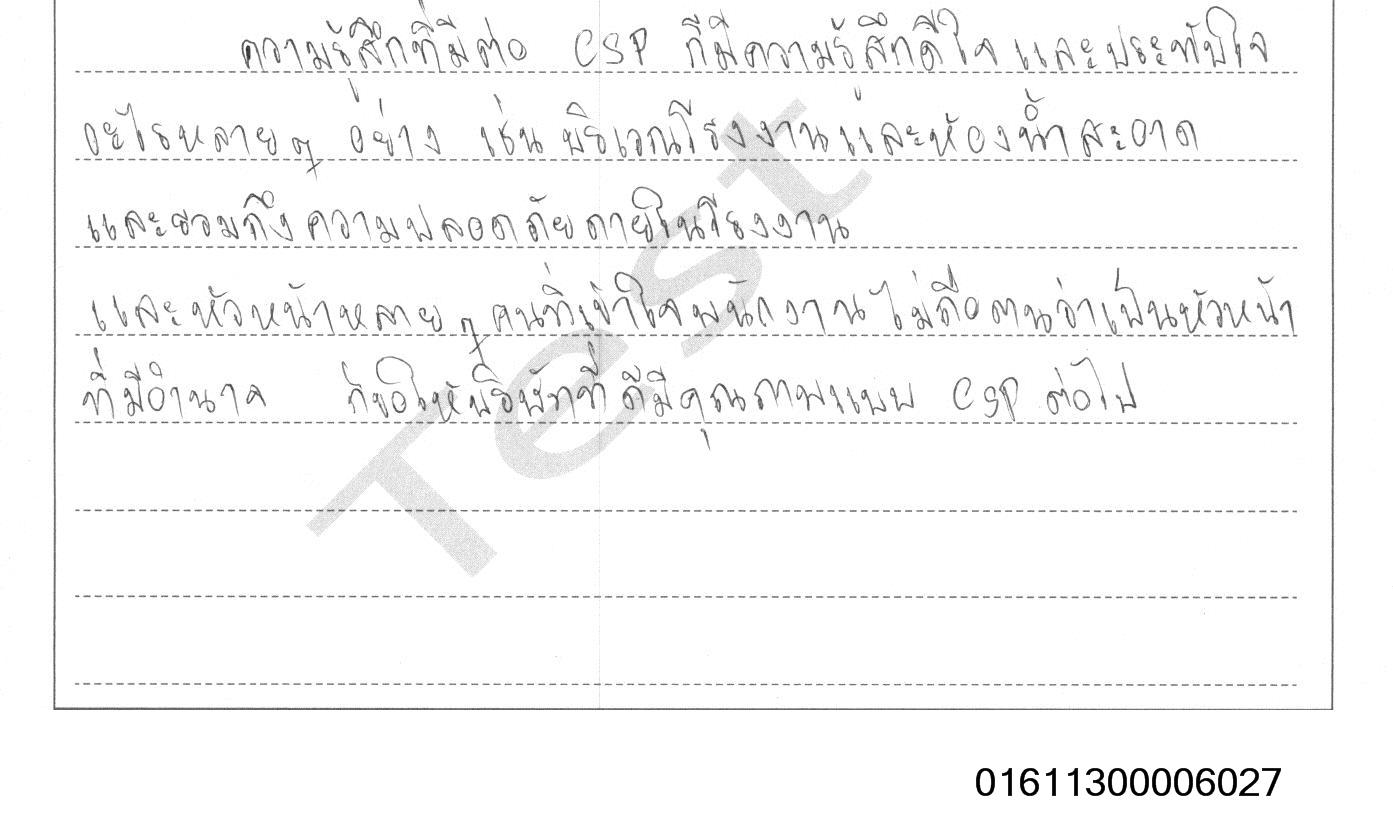 ความรู้สึกที่มีต่อ CSP ก็มีความรู้สึกดีใจ และประทับใจ
อะไรหลายๆ อย่าง เช่น บริเวณโรงงานและห้องน้ำสะอาด
และรวมถึงความปลอดภัยภายในโรงงาน
และหัวหน้าหลายๆคนที่เข้าใจพนักงานไม่ถือตนว่าเป็นหัวหน้า
ที่มีอำนาจ ก็ขอให้บริษัทที่ดีมีคุณภาพแบบ CSP ต่อไป
Test
01611300006027